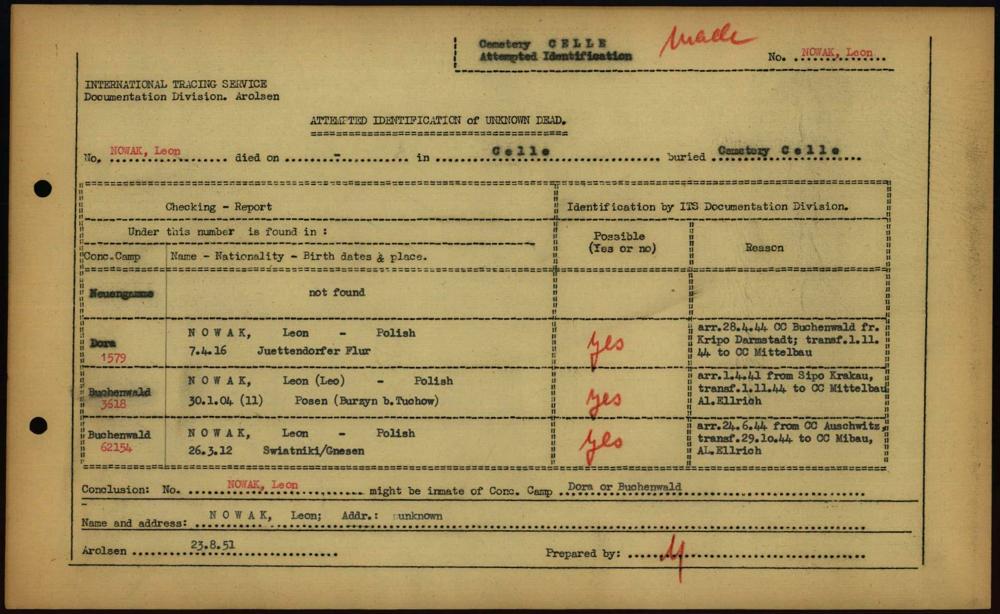 Cemetery CELLE
Attempted Identification
Made
No. NOWAK, Leon
INTERNATIONAL TRACING SERVICE
Documentation Division. Arolsen
ATTEMPTED IDENTIFICATION of UNKNOWN DEAD.
No. NOWAK, Leon died on - in Celle buried Cemetery Celle
Checking - Report
Identification by ITS Documentation Division.
Under this number is found in :
Possible
(Yes or no)
Reason
Conc.Camp Name - Nationality - Birth dates & place.
Neuengamme not found
Dora
1579
NOWAK, Leon - Polish
7.4.16 Juettendorfer Flur
yes
arr.28.4.44 CC Buchenwald fr.
Kripo Darmstadt; transf.1.11.
44 to CC Mittelbau
Buchenwald
3618
NOWAK, Leon (Leo) - Polish
30.1.04 (11) Posen (Burzyn b.Tuchow)
yes
arr.1.4.41 from Sipo Krakau,
transf.1.11.44 to CC Mittelbau
Al.Ellrich
Buchenwald
62154
NOWAK, Leon - Polish
26.3.12 Swiatniki/Gnesen
yes
arr.24.6.44 from CC Auschwitz,
transf.29.10.44 to CC Mibau,
AL.Ellrich
Conclusion: No. NOWAK, Leon might be inmate of Conc. Camp Dora or Buchenwald
Name and address: NOWAK, Leon; Addr.: unknown
Arolsen 23.8.51
Prepared by: